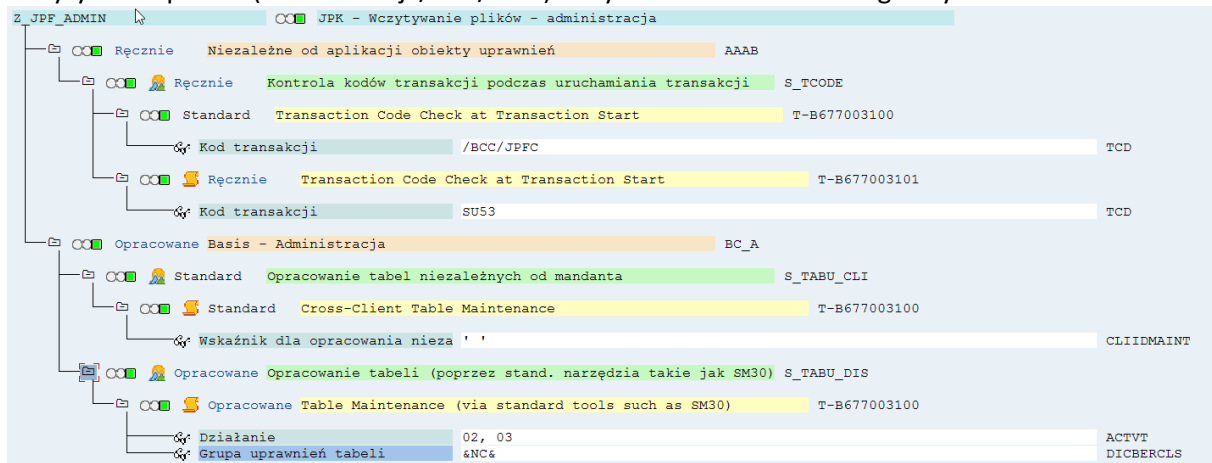 Z_JPF_ADMIN JPK - Wczytywanie plików - administracja
Ręcznie Niezależne od aplikacji obiekty uprawnień AAAB
Ręcznie Kontrola kodów transakcji podczas uruchamiania transakcji S_TCODE
Standard Transaction Code Check at Transaction Start T-B677003100
Kod transakcji /BCC/JPFC TCD
Ręcznie Transaction Code Check at Transaction Start T-B677003101
Kod transakcji SU53 TCD
Opracowane Basis - Administracja BC_A
Standard Opracowanie tabel niezależnych od mandanta S_TABU_CLI
Standard Cross-Client Table Maintenance T-B677003100
Wskaźnik dla opracowania nieza ' ' CLIIDMAINT
Opracowane Opracowanie tabeli (poprzez stand. narzędzia takie jak SM30) S_TABU_DIS
Opracowane Table Maintenance (via standard tools such as SM30) T-B677003100
Działanie 02, 03 ACTVT
Grupa uprawnień tabeli &NC& DICBERCLS